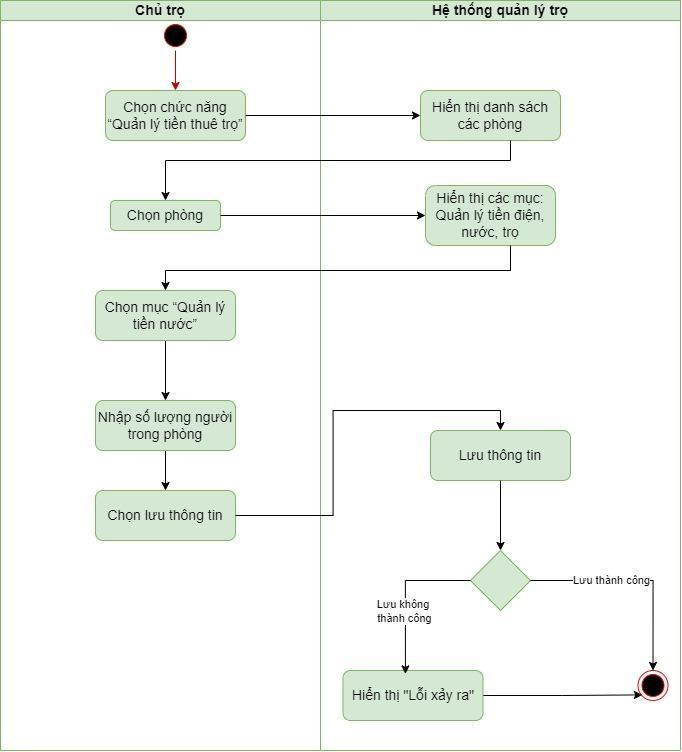 Chủ trọ
Hệ thống quản lý trọ
Chọn chức năng
“Quản lý tiền thuê trọ”
Hiển thị danh sách
các phòng
Chọn phòng
Hiển thị các mục:
Quản lý tiền điện,
nước, trọ
Chọn mục “Quản lý
tiền nước”
Nhập số lượng người
trong phòng
Lưu thông tin
Chọn lưu thông tin
Lưu thành công
Lưu không
thành công
Hiển thị "Lỗi xảy ra"